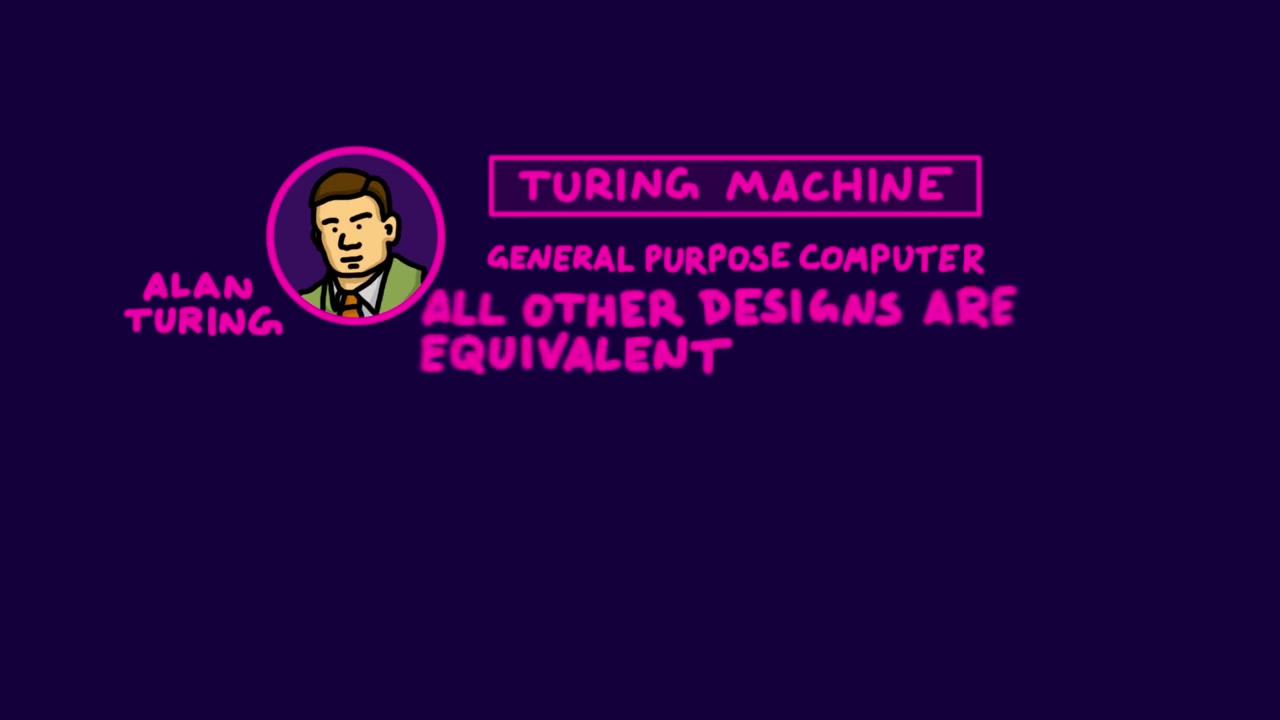 TURING MACHINE
GENERAL PURPOSE COMPUTER
ALAN
TURING
ALL OTHER DESIGNS ARE
EQUIVALENT